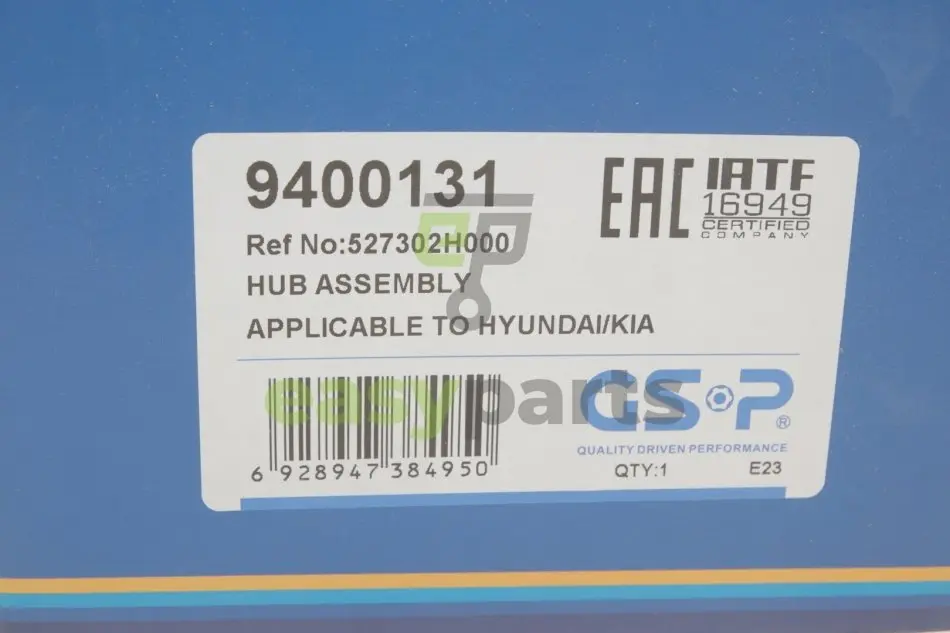 9400131
EAC
IATF
16949
CERTIFIED
COMPANY
Ref No:527302H000
HUB ASSEMBLY
APPLICABLE TO HYUNDAI/KIA
easyparts
GSP®
QUALITY DRIVEN PERFORMANCE
6 928947 384950
QTY:1
E23